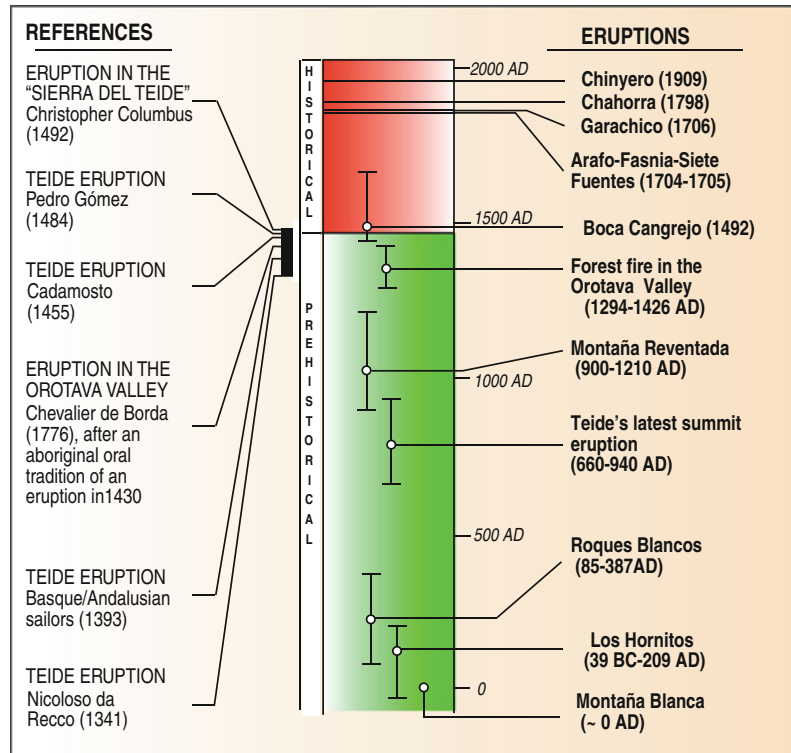 REFERENCES
ERUPTION IN THE
“SIERRA DEL TEIDE”
Christopher Columbus
(1492)
TEIDE ERUPTION
Pedro Gómez
(1484)
TEIDE ERUPTION
Cadamosto
(1455)
ERUPTION IN THE
OROTAVA VALLEY
Chevalier de Borda
(1776), after an
aboriginal oral
tradition of an
eruption in1430
TEIDE ERUPTION
Basque/Andalusian
sailors (1393)
TEIDE ERUPTION
Nicoloso da
Recco (1341)
HISTORICAL
PREHISTORICAL
2000 AD
1500 AD
1000 AD
500 AD
0
ERUPTIONS
Chinyero (1909)
Chahorra (1798)
Garachico (1706)
Arafo-Fasnia-Siete
Fuentes (1704-1705)
Boca Cangrejo (1492)
Forest fire in the
Orotava Valley
(1294-1426 AD)
Montaña Reventada
(900-1210 AD)
Teide’s latest summit
eruption
(660-940 AD)
Roques Blancos
(85-387AD)
Los Hornitos
(39 BC-209 AD)
Montaña Blanca
(~ 0 AD)